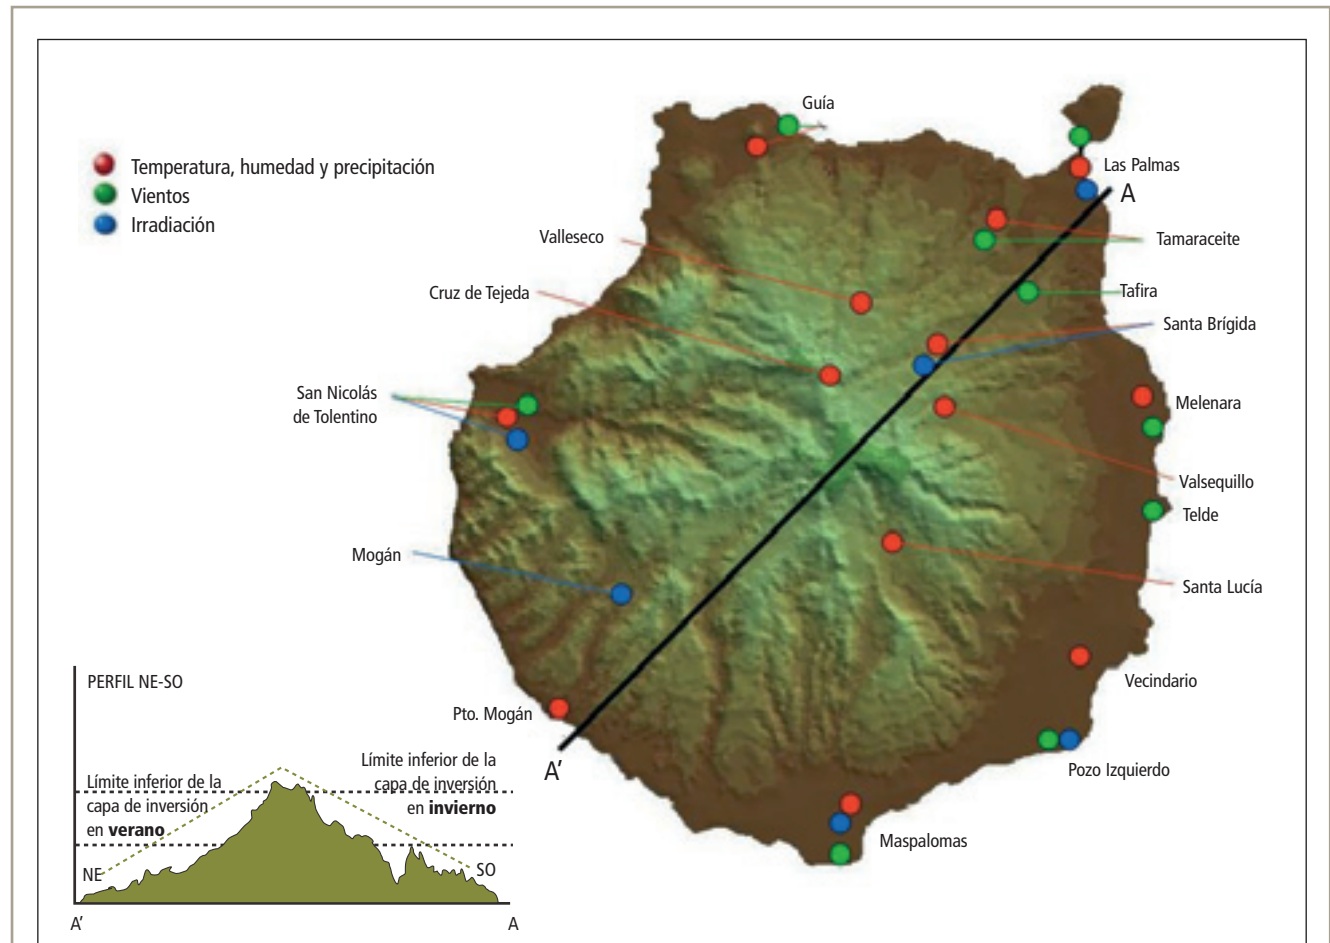 Guía
Temperatura, humedad y precipitación
Vientos
Irradiación
Las Palmas
A
Valleseco
Tamaraceite
Cruz de Tejeda
Tafira
Santa Brígida
San Nicolás
de Tolentino
Melenara
Valsequillo
Telde
Mogán
Santa Lucía
Vecindario
Pto. Mogán
A'
Pozo Izquierdo
Maspalomas
PERFIL NE-SO
Límite inferior de la
capa de inversión
en verano
Límite inferior de la
capa de inversión
en invierno
NE
SO
A'
A